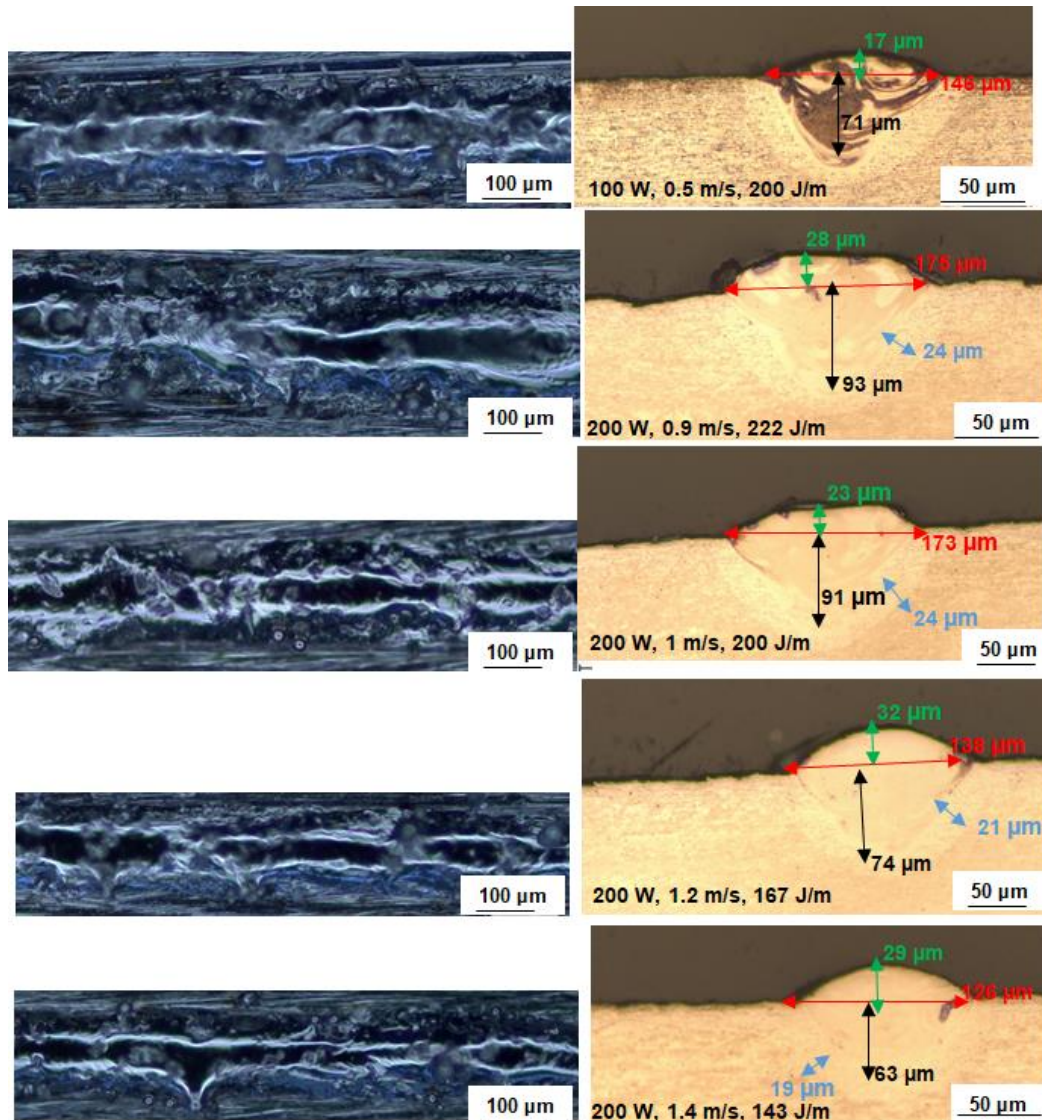 17 µm
146 µm
71 µm
100 µm
100 W, 0.5 m/s, 200 J/m
50 µm
28 µm
175 µm
24 µm
93 µm
100 µm
200 W, 0.9 m/s, 222 J/m
50 µm
23 µm
173 µm
91 µm
24 µm
100 µm
200 W, 1 m/s, 200 J/m
50 µm
32 µm
138 µm
21 µm
74 µm
100 µm
200 W, 1.2 m/s, 167 J/m
50 µm
29 µm
126 µm
63 µm
19 µm
100 µm
200 W, 1.4 m/s, 143 J/m
50 µm